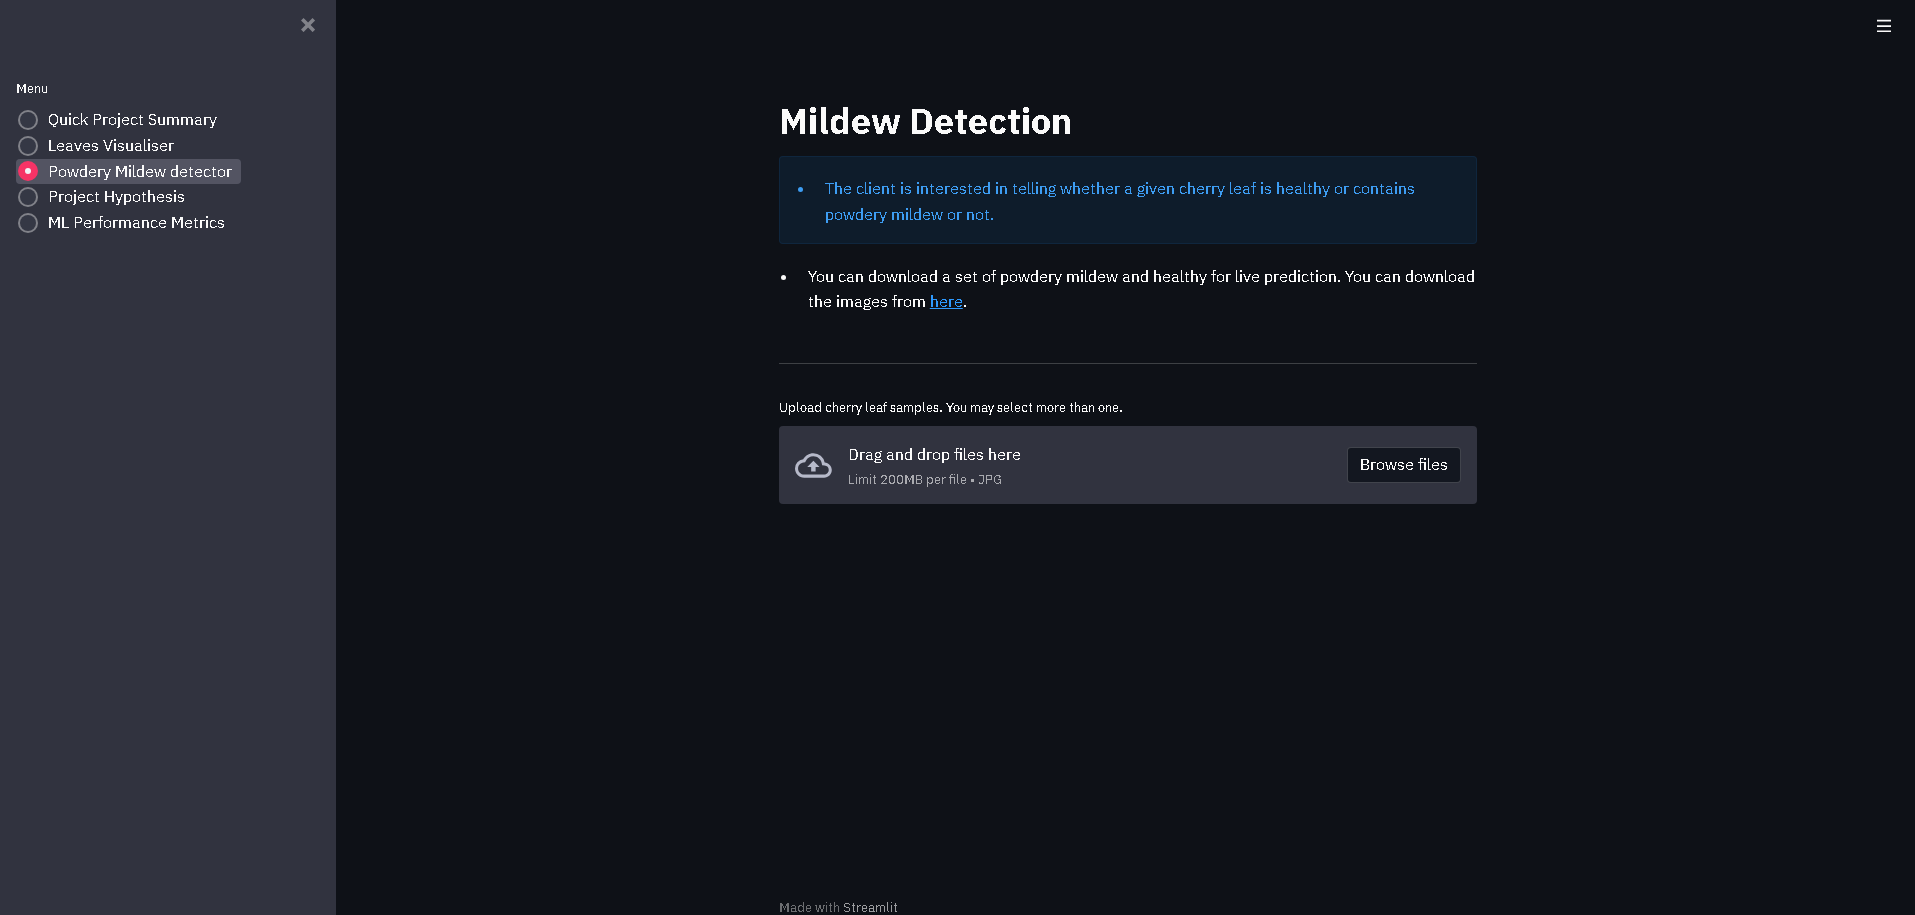 Menu
Quick Project Summary
Leaves Visualiser
Powdery Mildew detector
Project Hypothesis
ML Performance Metrics
Mildew Detection
• The client is interested in telling whether a given cherry leaf is healthy or contains
powdery mildew or not.
• You can download a set of powdery mildew and healthy for live prediction. You can download
the images from here.
Upload cherry leaf samples. You may select more than one.
Drag and drop files here
Limit 200MB per file • JPG
Browse files
Made with Streamlit